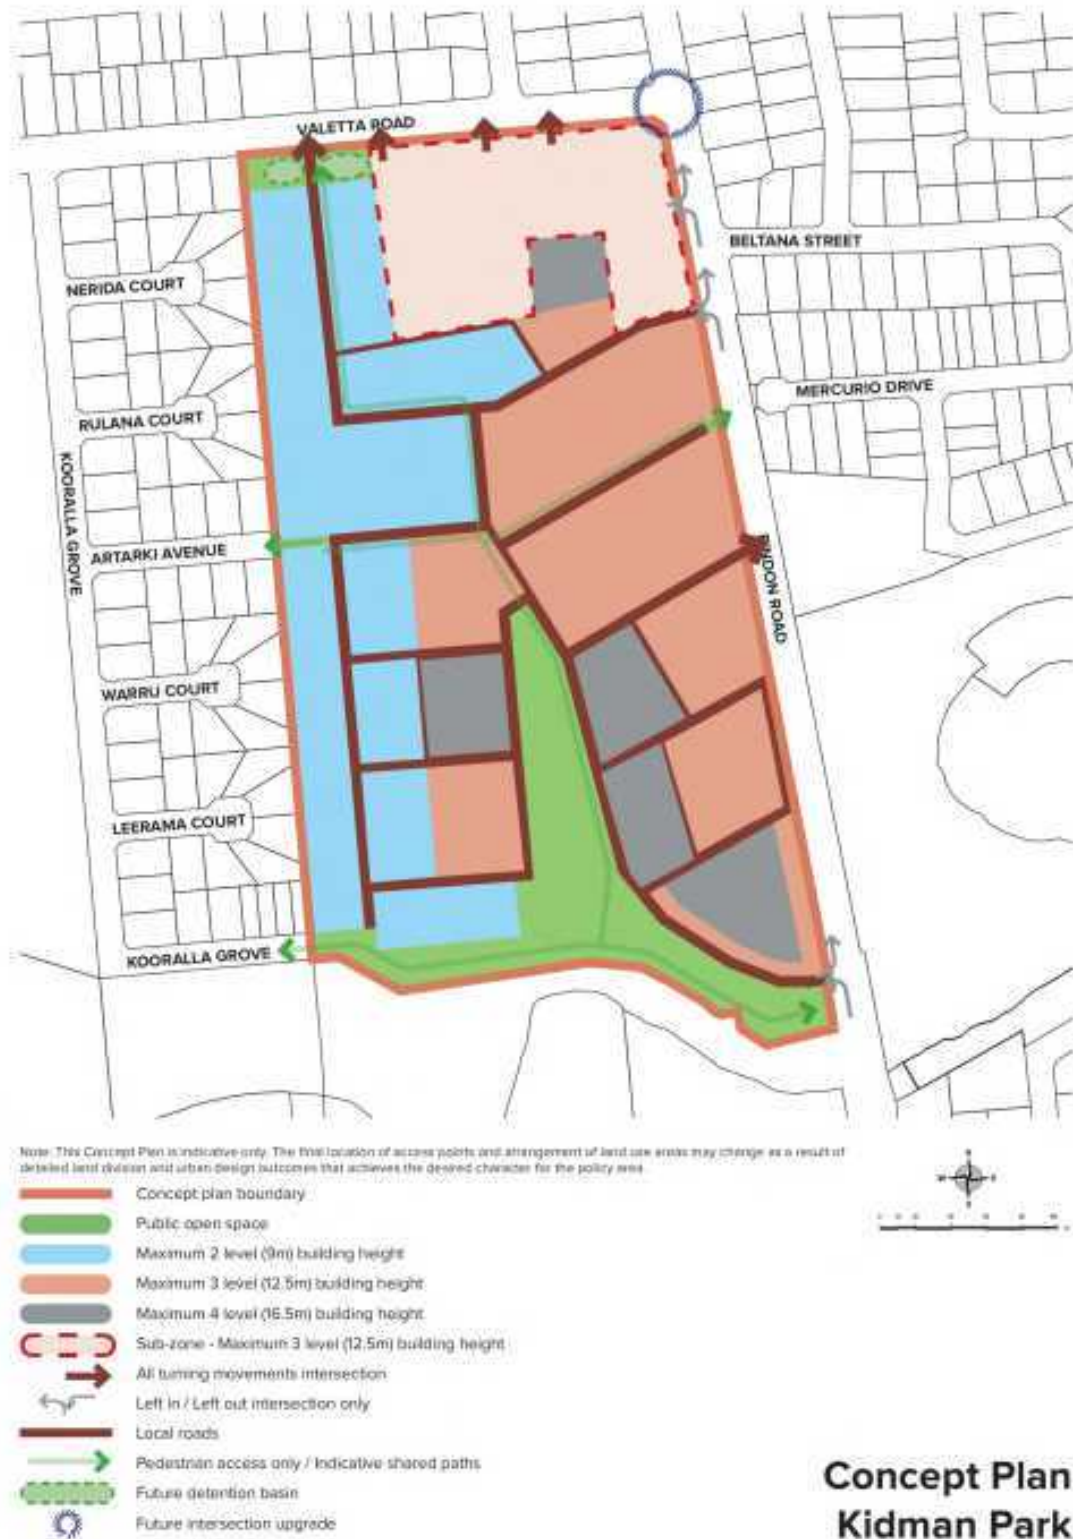 VALETTA ROAD
BELTANA STREET
NERIDA COURT
MERCURIO DRIVE
RULANA COURT
KOORALLA GROVE
ARTARKI AVENUE
FINDON ROAD
WARRU COURT
LEERAMA COURT
KOORALLA GROVE
Note: This Concept Plan is indicative only. The final location of access points and arrangement of land use areas may change as a result of
detailed land division and urban design outcomes that achieves the desired character for the policy area.
Concept plan boundary
Public open space
Maximum 2 level (9m) building height
Maximum 3 level (12.5m) building height
Maximum 4 level (16.5m) building height
Sub-zone - Maximum 3 level (12.5m) building height
All turning movements intersection
Left in / Left out intersection only
Local roads
Pedestrian access only / Indicative shared paths
Future detention basin
Future intersection upgrade
Concept Plan
Kidman Park